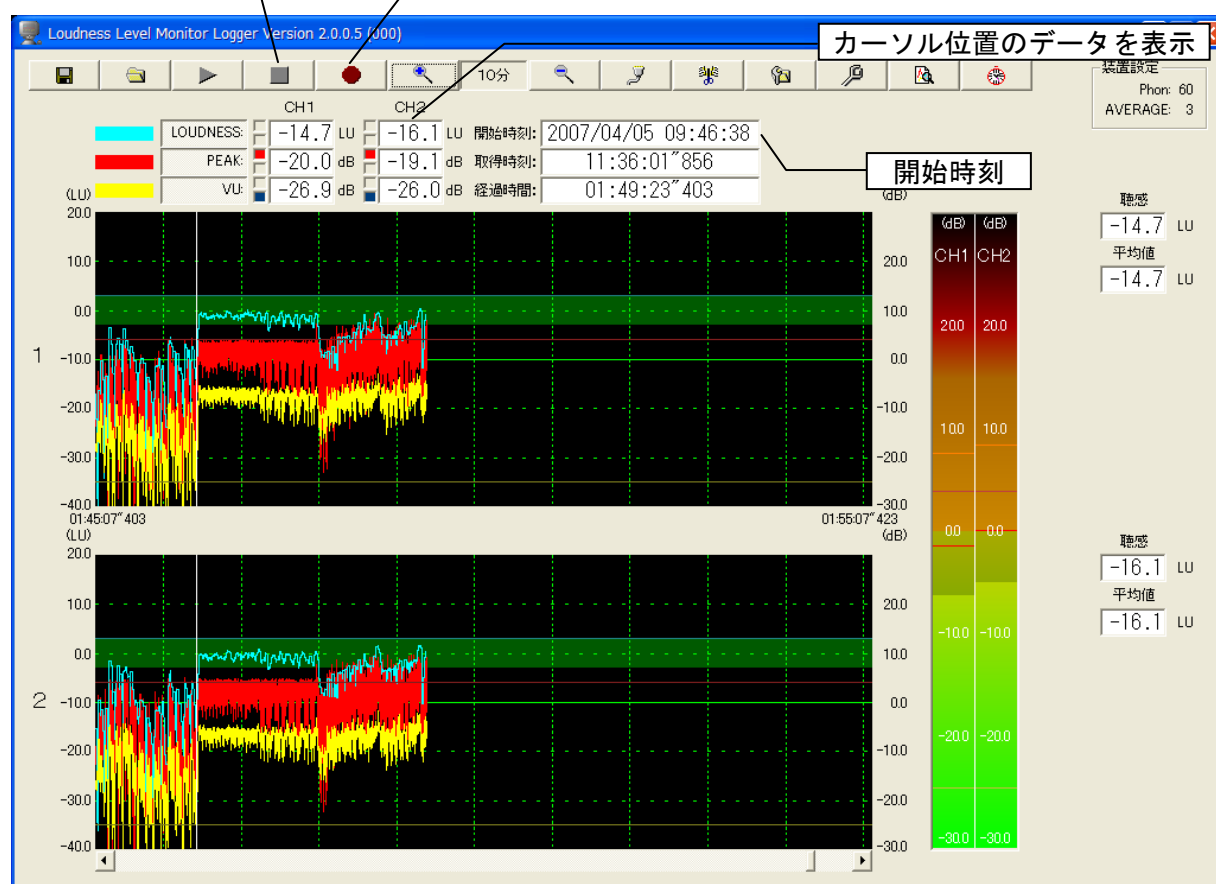 Loudness Level Monitor Logger Version 2.0.0.5 (000)
カーソル位置のデータを表示
10分
装置設定
Phon: 60
AVERAGE: 3
CH1 CH2
LOUDNESS: -14.7 LU -16.1 LU 開始時刻: 2007/04/05 09:46:38
PEAK: -20.0 dB -19.1 dB 取得時刻: 11:36:01"856
VU: -26.9 dB -26.0 dB 経過時間: 01:49:23"403
開始時刻
(LU) (dB)
20.0
10.0 20.0
0.0 10.0
1 -10.0 0.0
-20.0 -10.0
-30.0 -20.0
-40.0 -30.0
01:45:07"403 01:55:07"423
(LU) (dB)
20.0
10.0 20.0
0.0 10.0
2 -10.0 0.0
-20.0 -10.0
-30.0 -20.0
-40.0 -30.0
(dB) (dB)
CH1 CH2
20.0 20.0
10.0 10.0
0.0 0.0
-10.0 -10.0
-20.0 -20.0
-30.0 -30.0
聴感
-14.7 LU
平均値
-14.7 LU
聴感
-16.1 LU
平均値
-16.1 LU